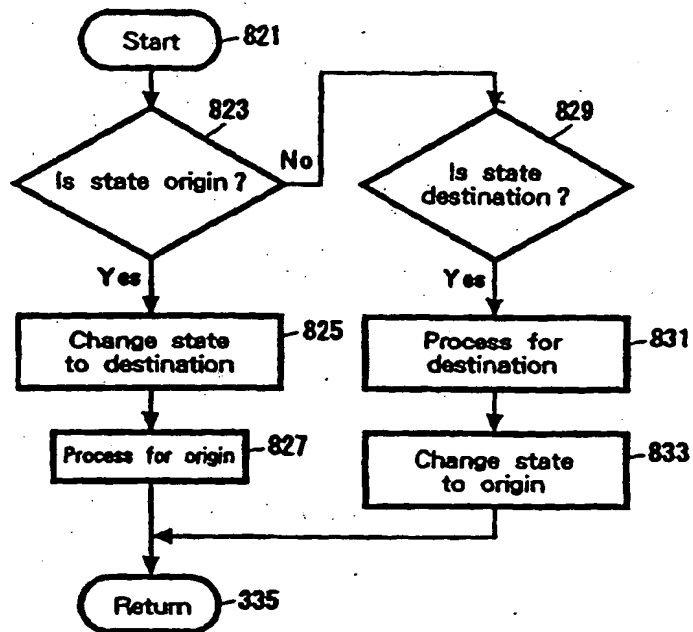 Start
821
823
Is state origin?
No
829
Is state
destination?
Yes
Yes
Change state
to destination
825
Process for
destination
831
Process for origin
827
Change state
to origin
833
Return
335